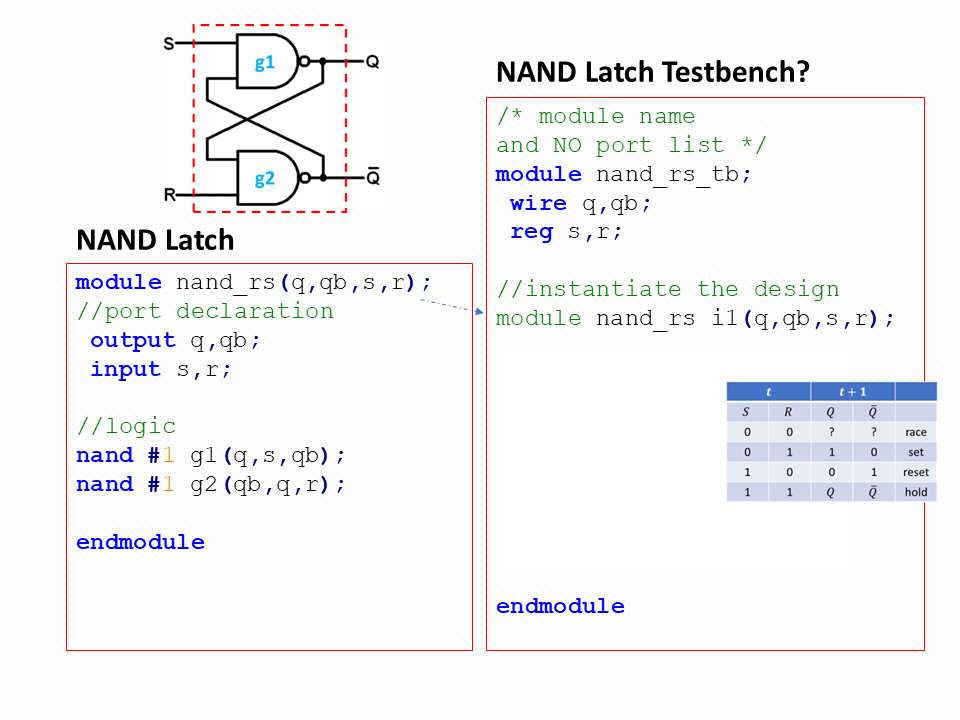 S
g1
Q
g2
R
Q̅
NAND Latch
module nand_rs(q,qb,s,r);
//port declaration
 output q,qb;
 input s,r;
//logic
nand #1 g1(q,s,qb);
nand #1 g2(qb,q,r);
endmodule
NAND Latch Testbench?
/* module name
and NO port list */
module nand_rs_tb;
 wire q,qb;
 reg s,r;
//instantiate the design
module nand_rs i1(q,qb,s,r);
t t + 1
S R Q Q̅
0 0 ? ? race
0 1 1 0 set
1 0 0 1 reset
1 1 Q Q̅ hold
endmodule